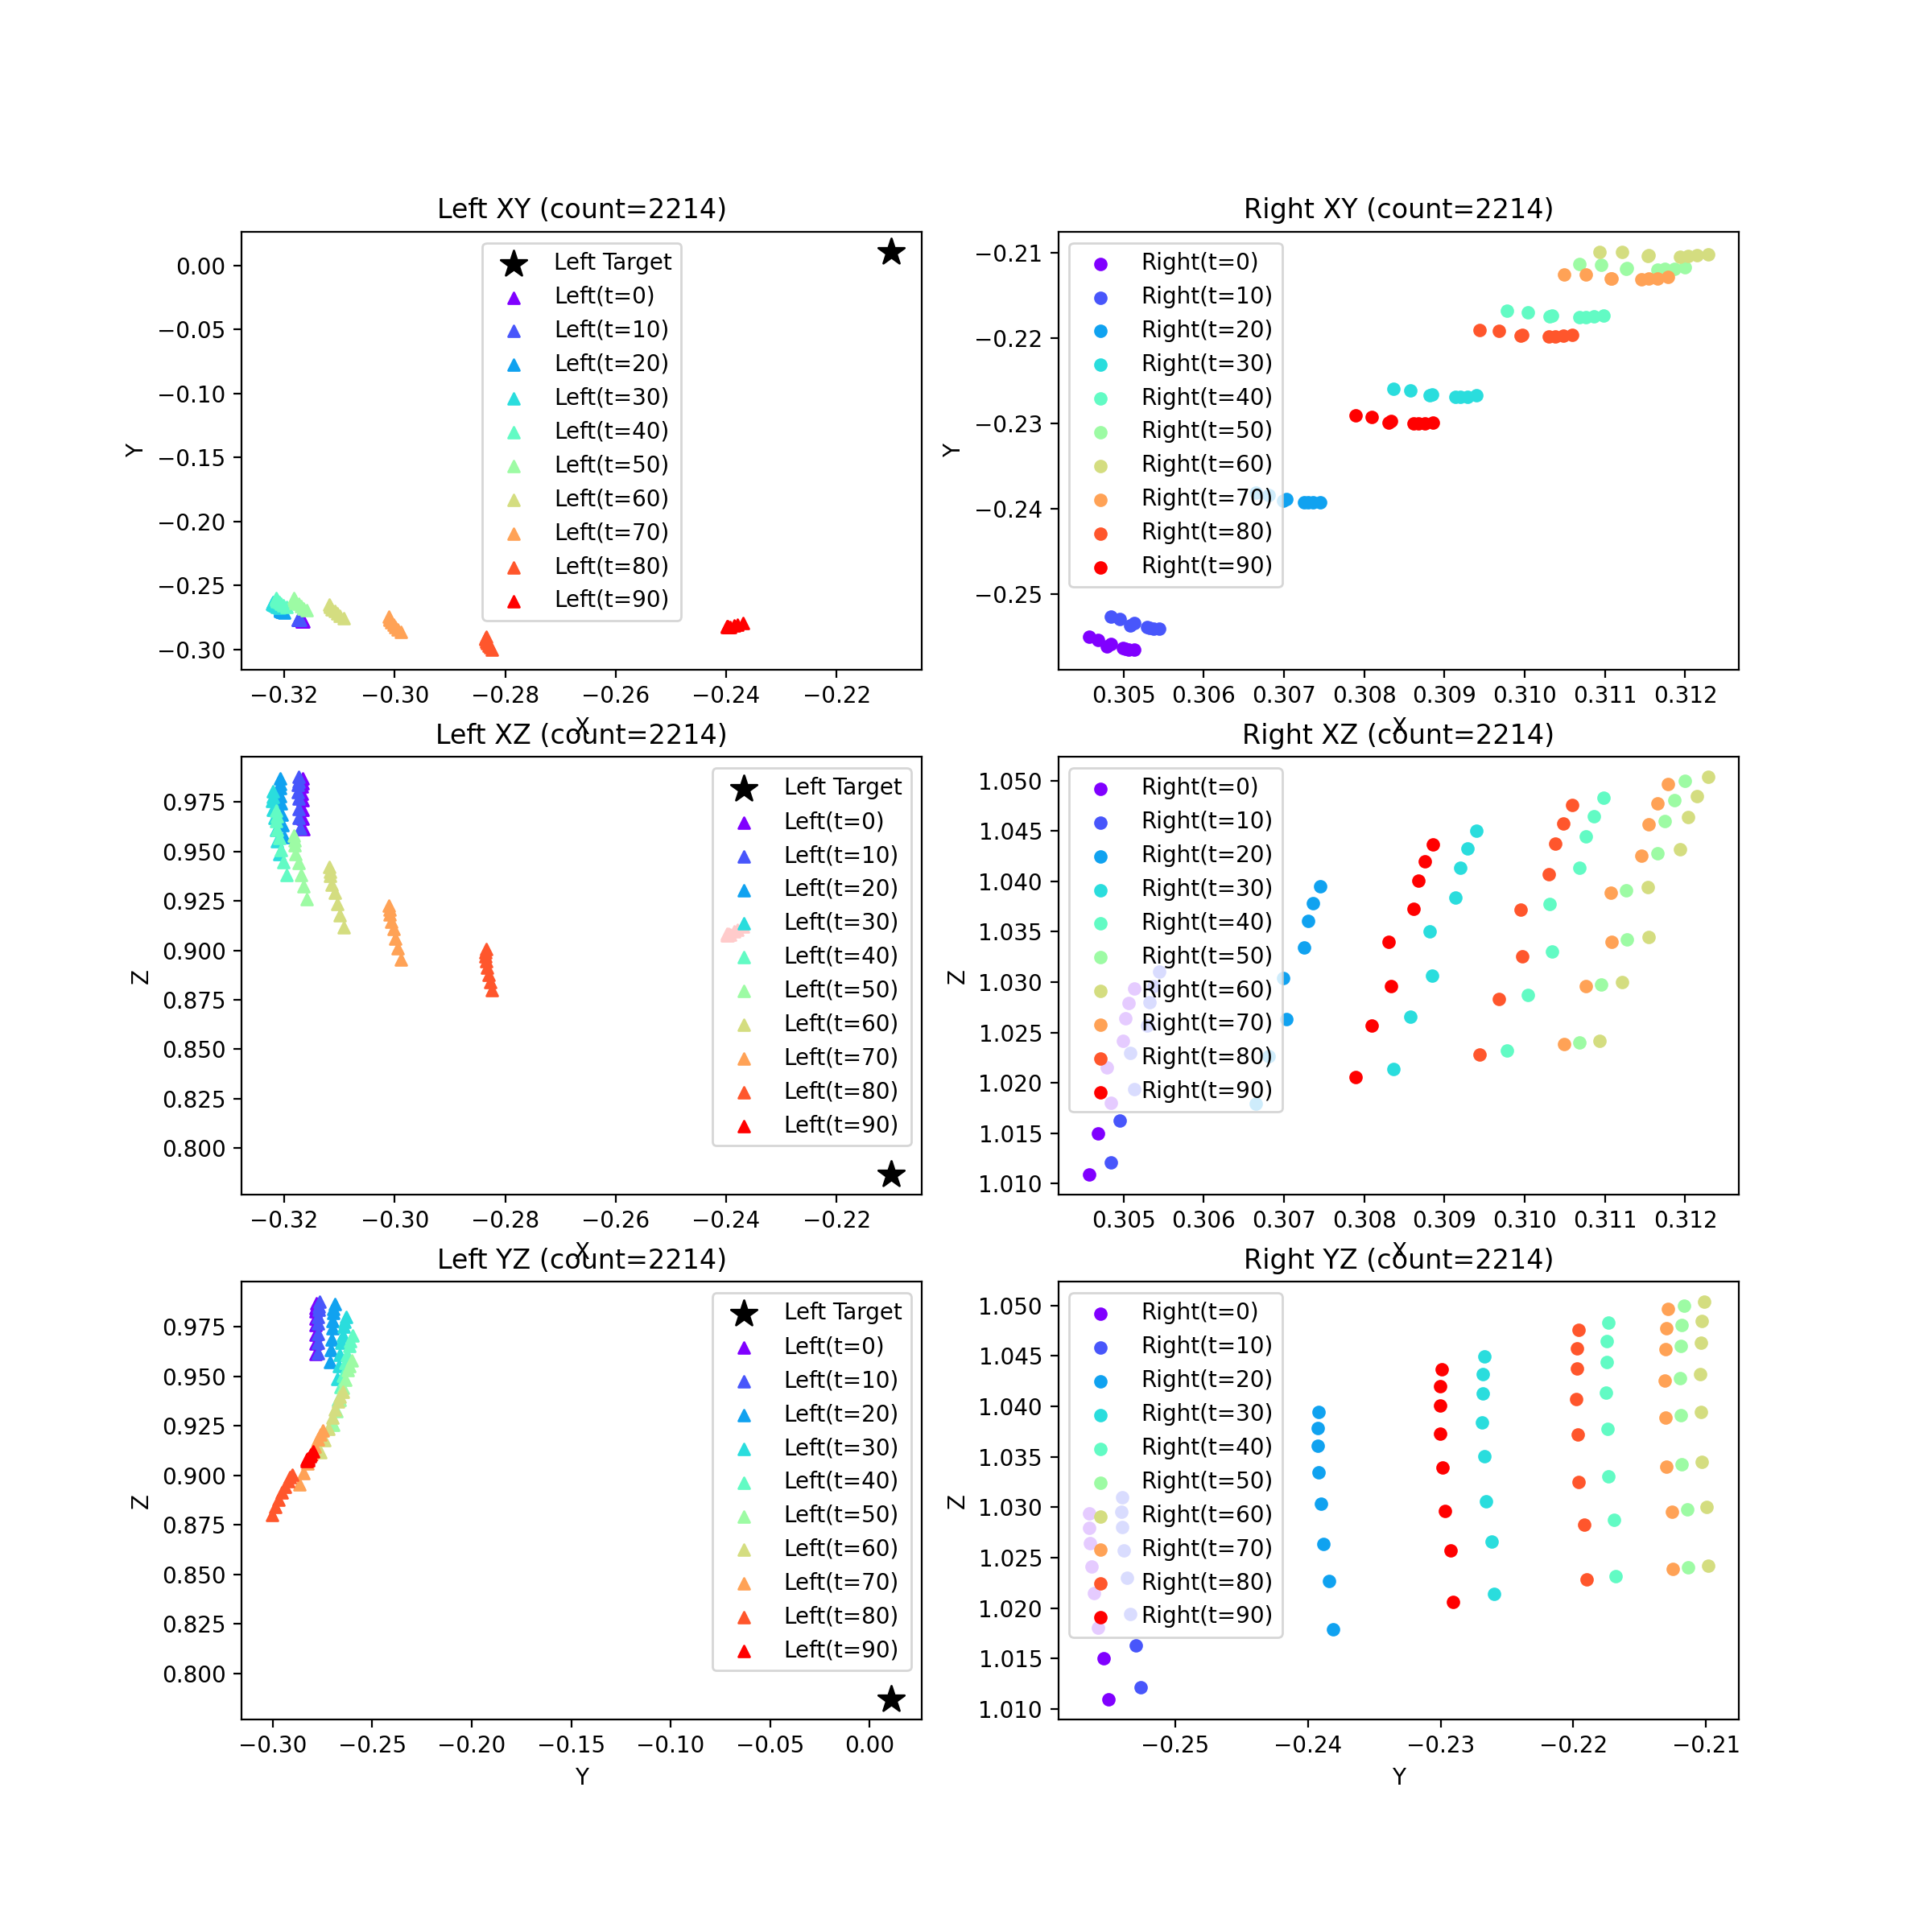 Left XY (count=2214)
0.00
−0.05
−0.10
−0.15
−0.20
−0.25
−0.30
Y
Left Target
Left(t=0)
Left(t=10)
Left(t=20)
Left(t=30)
Left(t=40)
Left(t=50)
Left(t=60)
Left(t=70)
Left(t=80)
Left(t=90)
−0.32 −0.30 −0.28 −0.26 −0.24 −0.22
X
Right XY (count=2214)
−0.21
−0.22
−0.23
−0.24
−0.25
Y
Right(t=0)
Right(t=10)
Right(t=20)
Right(t=30)
Right(t=40)
Right(t=50)
Right(t=60)
Right(t=70)
Right(t=80)
Right(t=90)
0.305 0.306 0.307 0.308 0.309 0.310 0.311 0.312
X
Left XZ (count=2214)
0.975
0.950
0.925
0.900
0.875
0.850
0.825
0.800
Z
Left Target
Left(t=0)
Left(t=10)
Left(t=20)
Left(t=30)
Left(t=40)
Left(t=50)
Left(t=60)
Left(t=70)
Left(t=80)
Left(t=90)
−0.32 −0.30 −0.28 −0.26 −0.24 −0.22
X
Right XZ (count=2214)
1.050
1.045
1.040
1.035
1.030
1.025
1.020
1.015
1.010
Z
Right(t=0)
Right(t=10)
Right(t=20)
Right(t=30)
Right(t=40)
Right(t=50)
Right(t=60)
Right(t=70)
Right(t=80)
Right(t=90)
0.305 0.306 0.307 0.308 0.309 0.310 0.311 0.312
X
Left YZ (count=2214)
0.975
0.950
0.925
0.900
0.875
0.850
0.825
0.800
Z
Left Target
Left(t=0)
Left(t=10)
Left(t=20)
Left(t=30)
Left(t=40)
Left(t=50)
Left(t=60)
Left(t=70)
Left(t=80)
Left(t=90)
−0.30 −0.25 −0.20 −0.15 −0.10 −0.05 0.00
Y
Right YZ (count=2214)
1.050
1.045
1.040
1.035
1.030
1.025
1.020
1.015
1.010
Z
Right(t=0)
Right(t=10)
Right(t=20)
Right(t=30)
Right(t=40)
Right(t=50)
Right(t=60)
Right(t=70)
Right(t=80)
Right(t=90)
−0.25 −0.24 −0.23 −0.22 −0.21
Y